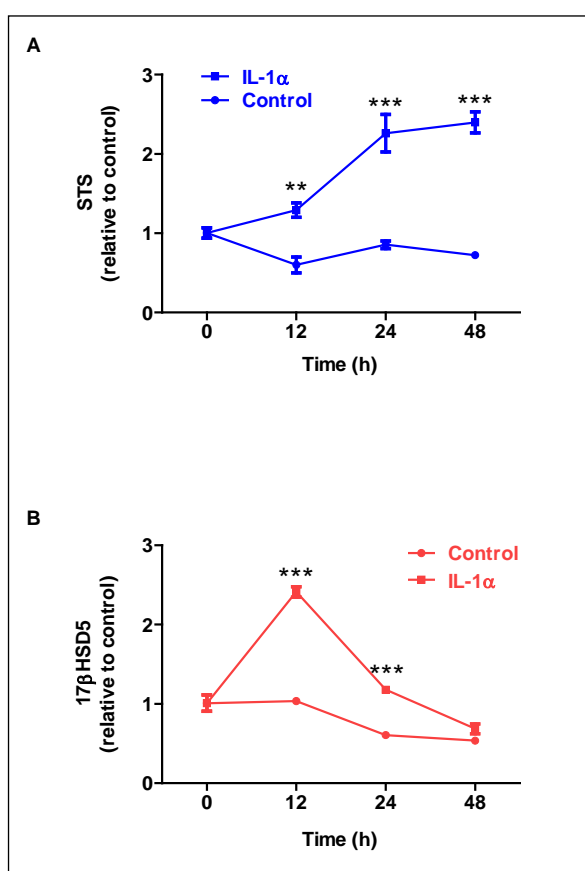 A
IL-1α
Control
** *** ***
STS
(relative to control)
3
2
1
0
0 12 24 48
Time (h)
B
Control
IL-1α
***
***
17βHSD5
(relative to control)
3
2
1
0
0 12 24 48
Time (h)